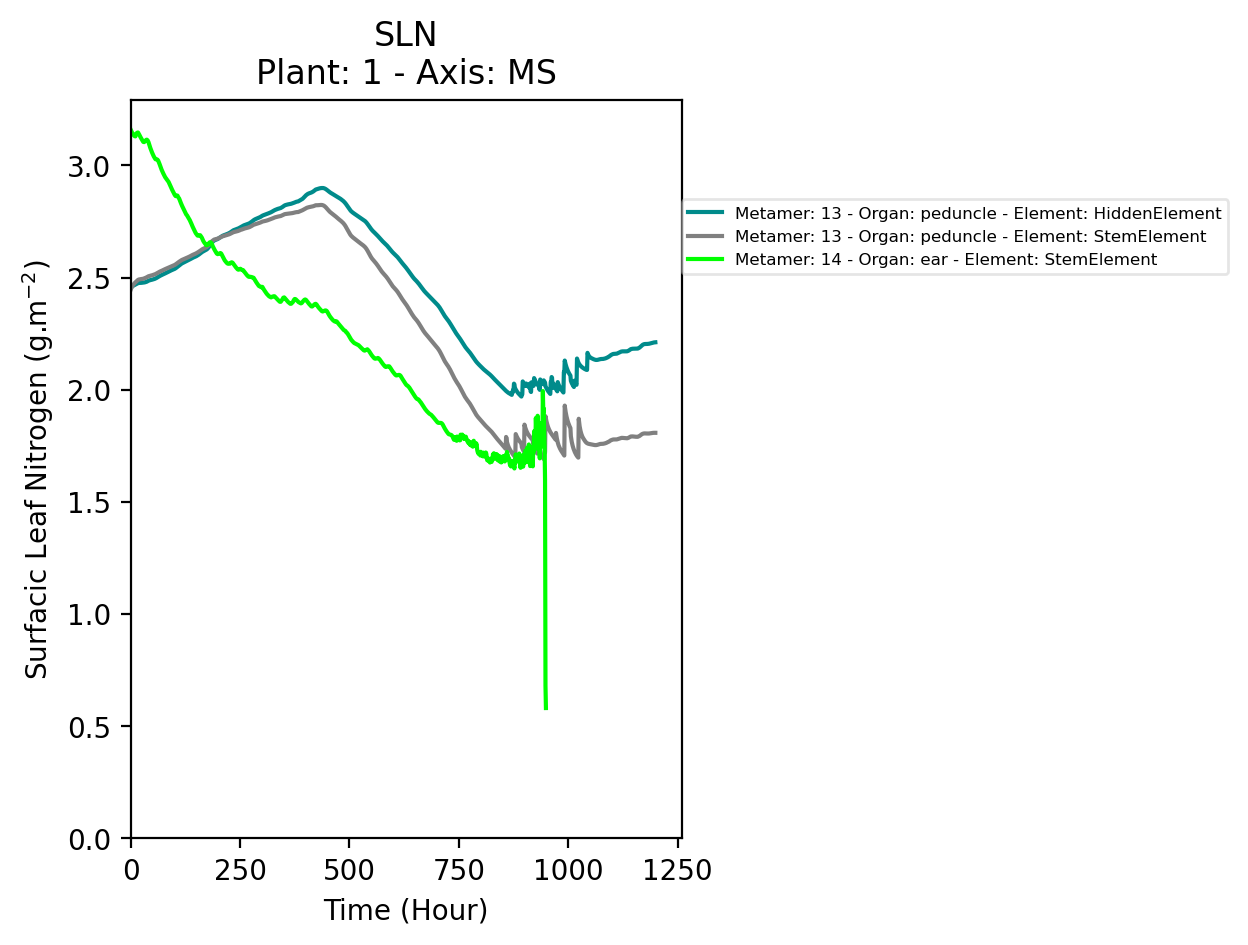 SLN
Plant: 1 - Axis: MS
Surfacic Leaf Nitrogen (g.m⁻²)
3.0
2.5
2.0
1.5
1.0
0.5
0.0
0 250 500 750 1000 1250
Time (Hour)
Metamer: 13 - Organ: peduncle - Element: HiddenElement
Metamer: 13 - Organ: peduncle - Element: StemElement
Metamer: 14 - Organ: ear - Element: StemElement